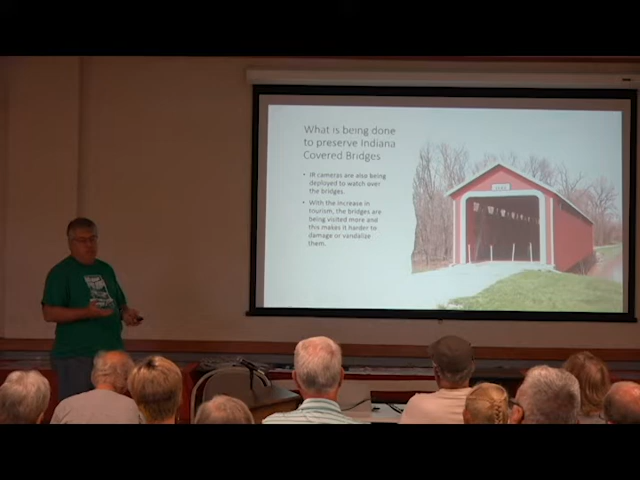 What is being done
to preserve Indiana
Covered Bridges
• IR cameras are also being
deployed to watch over
the bridges.
• With the increase in
tourism, the bridges are
being visited more and
this makes it harder to
damage or vandalize
them.